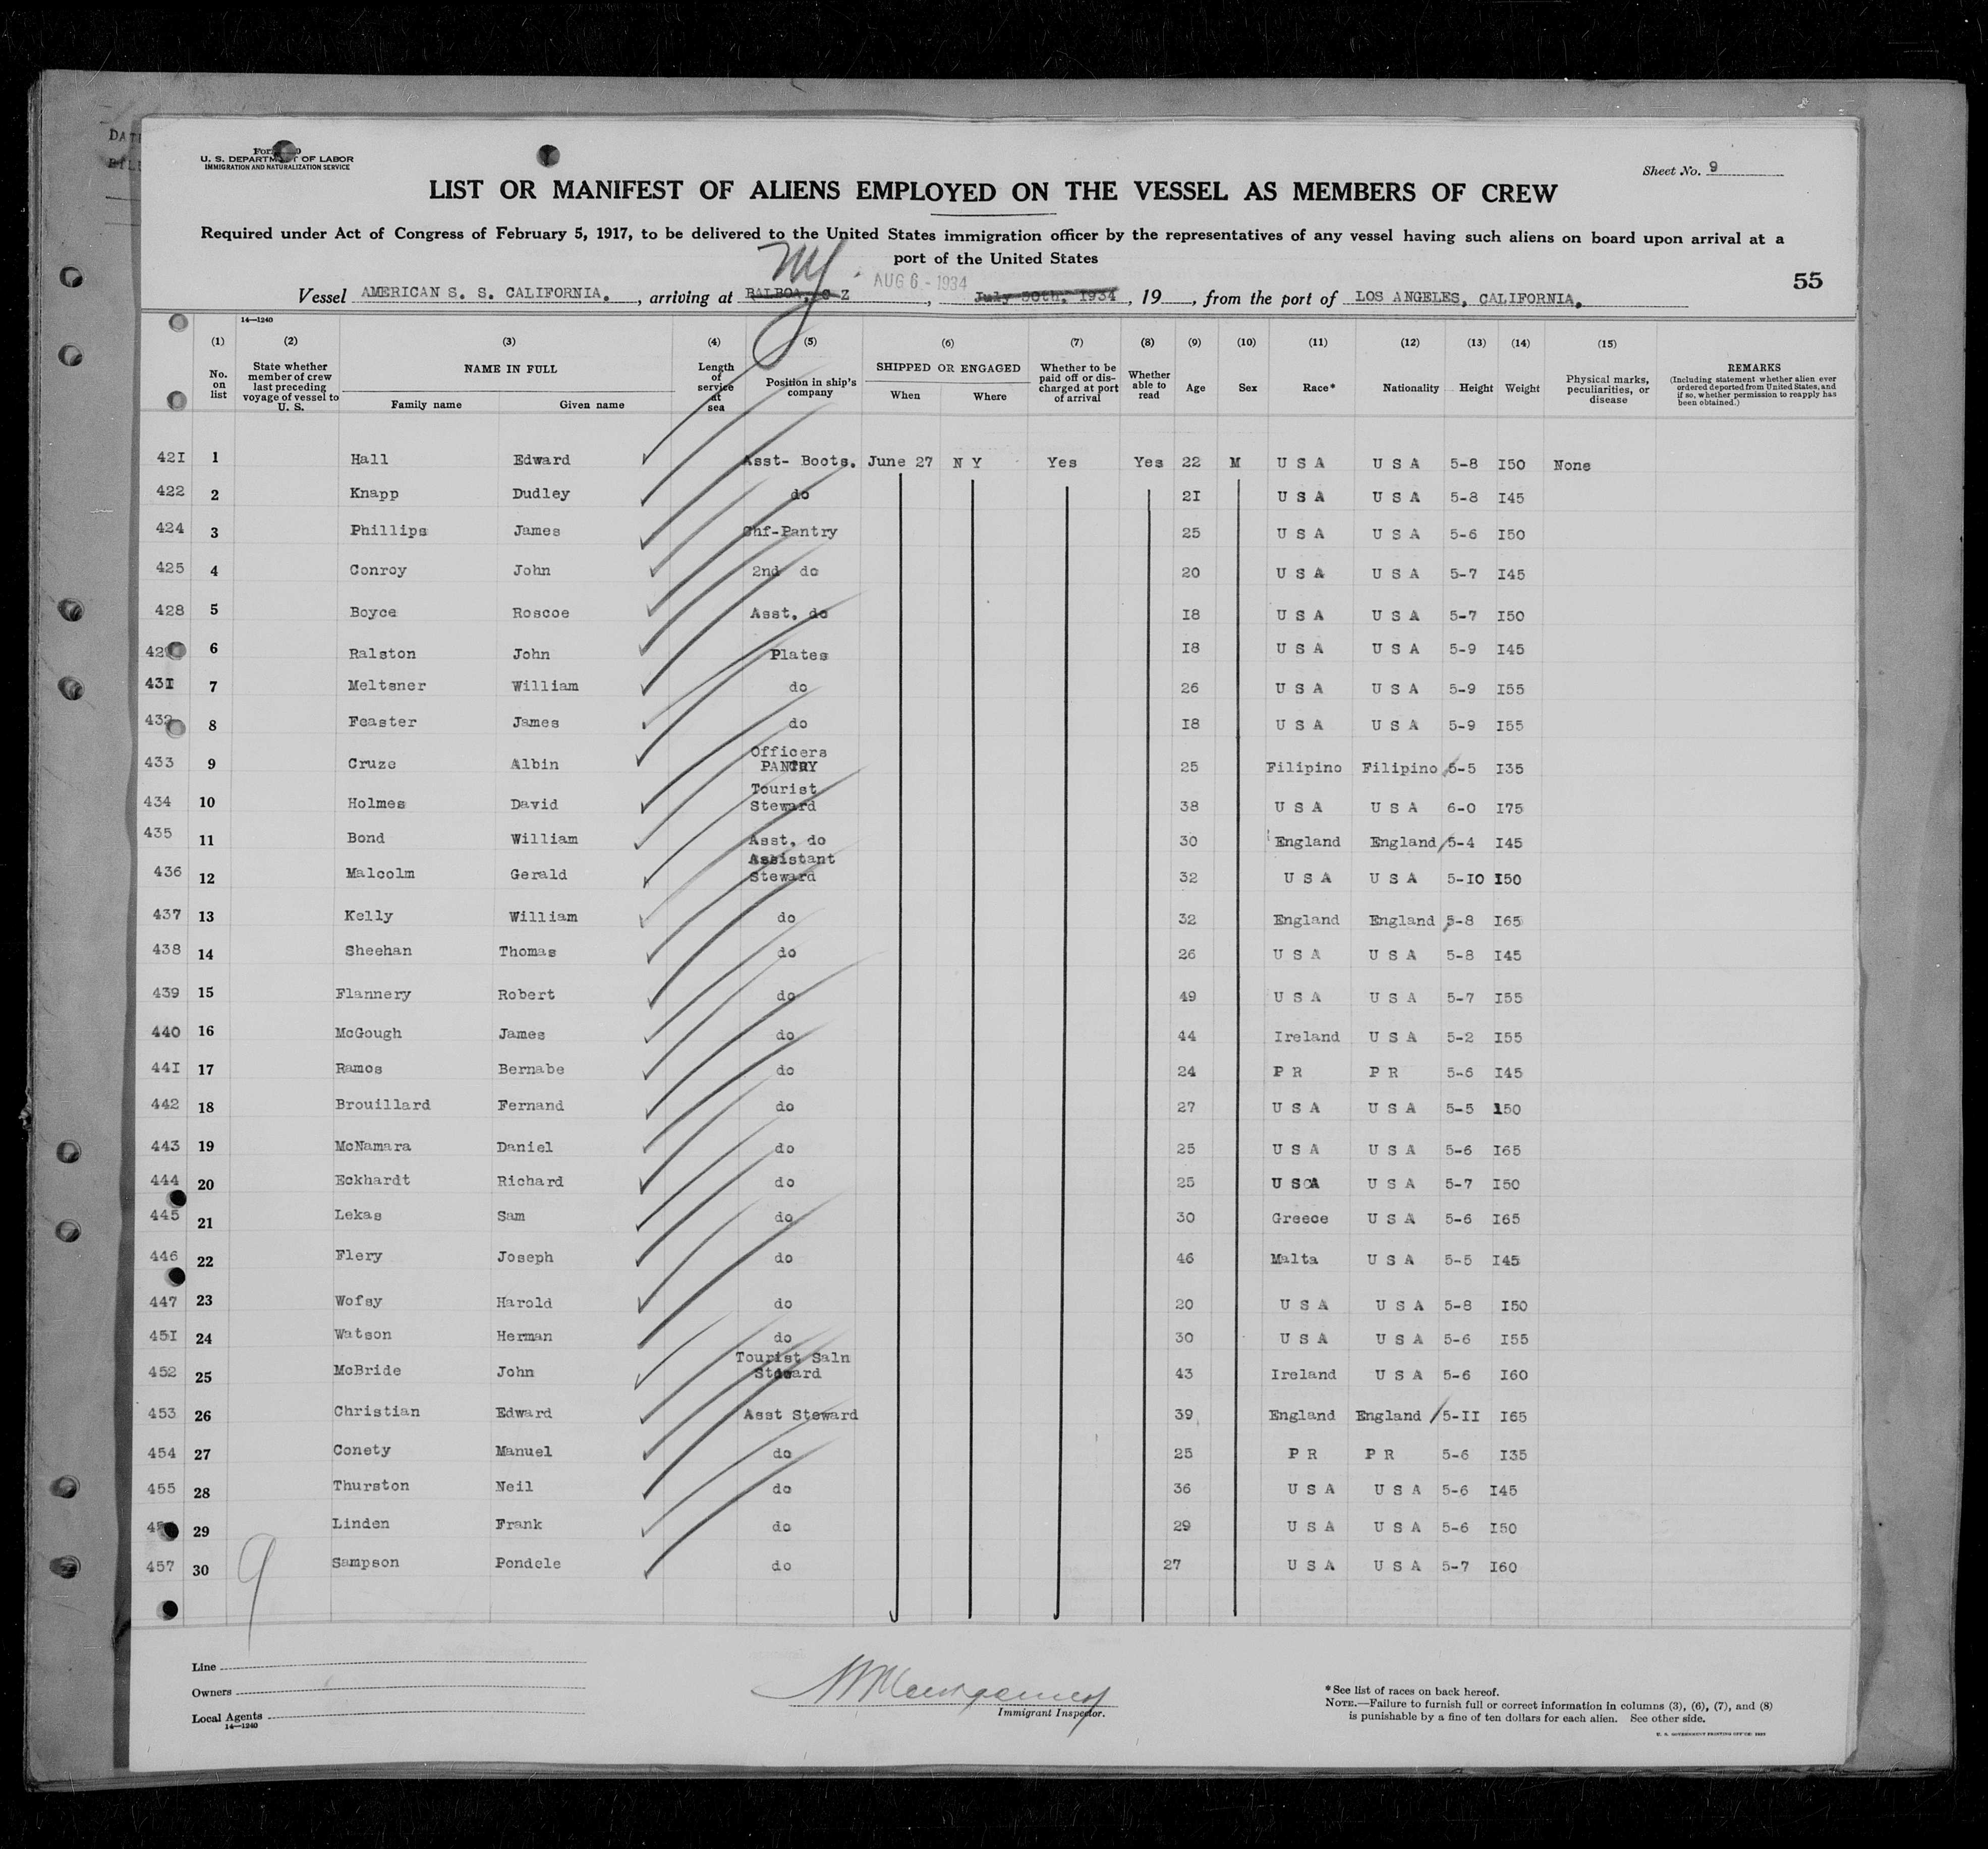 DATE
Form 
U. S. DEPARTMENT OF LABOR
IMMIGRATION AND NATURALIZATION SERVICE
Sheet No. 9
LIST OR MANIFEST OF ALIENS EMPLOYED ON THE VESSEL AS MEMBERS OF CREW
Required under Act of Congress of February 5, 1917, to be delivered to the United States immigration officer by the representatives of any vessel having such aliens on board upon arrival at a
port of the United States
NY. AUG 6 - 1934
55
Vessel AMERICAN S. S. CALIFORNIA. , arriving at BALBOA, C Z , July 30th, 1934 , 19 , from the port of LOS ANGELES, CALIFORNIA.
14—1240
(1) (2) (3) (4) (5) (6) (7) (8) (9) (10) (11) (12) (13) (14) (15)
No. on list
State whether member of crew last preceding voyage of vessel to U. S.
NAME IN FULL
Family name Given name
Length of service at sea
Position in ship's company
SHIPPED OR ENGAGED
When Where
Whether to be paid off or discharged at port of arrival
Whether able to read
Age
Sex
Race*
Nationality
Height
Weight
Physical marks, peculiarities, or disease
REMARKS
(Including statement whether alien ever ordered deported from United States, and if so, whether permission to reapply has been obtained.)
42I 1 Hall Edward Asst- Boots. June 27 N Y Yes Yes 22 M U S A U S A 5-8 I50 None
422 2 Knapp Dudley do 2I U S A U S A 5-8 I45
424 3 Phillips James Chf-Pantry 25 U S A U S A 5-6 I50
425 4 Conroy John 2nd do 20 U S A U S A 5-7 I45
428 5 Boyce Roscoe Asst. do I8 U S A U S A 5-7 I50
6 Ralston John Plates I8 U S A U S A 5-9 I45
43I 7 Meltsner William do 26 U S A U S A 5-9 I55
432 8 Feaster James do I8 U S A U S A 5-9 I55
433 9 Cruze Albin Officers PANTRY 25 Filipino Filipino 5-5 I35
434 10 Holmes David Tourist Steward 38 U S A U S A 6-0 I75
435 11 Bond William Asst. do 30 England England 5-4 I45
436 12 Malcolm Gerald Assistant Steward 32 U S A U S A 5-IO I50
437 13 Kelly William do 32 England England 5-8 I65
438 14 Sheehan Thomas do 26 U S A U S A 5-8 I45
439 15 Flannery Robert do 49 U S A U S A 5-7 I55
440 16 McGough James do 44 Ireland U S A 5-2 I55
44I 17 Ramos Bernabe do 24 P R P R 5-6 I45
442 18 Brouillard Fernand do 27 U S A U S A 5-5 150
443 19 McNamara Daniel do 25 U S A U S A 5-6 I65
444 20 Eckhardt Richard do 25 U S A U S A 5-7 I50
445 21 Lekas Sam do 30 Greece U S A 5-6 I65
446 22 Flery Joseph do 46 Malta U S A 5-5 I45
447 23 Wofsy Harold do 20 U S A U S A 5-8 I50
45I 24 Watson Herman do 30 U S A U S A 5-6 I55
452 25 McBride John Tourist Saln Steward 43 Ireland U S A 5-6 I60
453 26 Christian Edward Asst Steward 39 England England 5-II I65
454 27 Conety Manuel do 25 P R P R 5-6 I35
455 28 Thurston Neil do 36 U S A U S A 5-6 I45
29 Linden Frank do 29 U S A U S A 5-6 I50
457 30 Sampson Pondele do 27 U S A U S A 5-7 I60
9
Line
Owners
Local Agents
14—1240
Immigrant Inspector.
* See list of races on back hereof.
NOTE.—Failure to furnish full or correct information in columns (3), (6), (7), and (8)
is punishable by a fine of ten dollars for each alien. See other side.